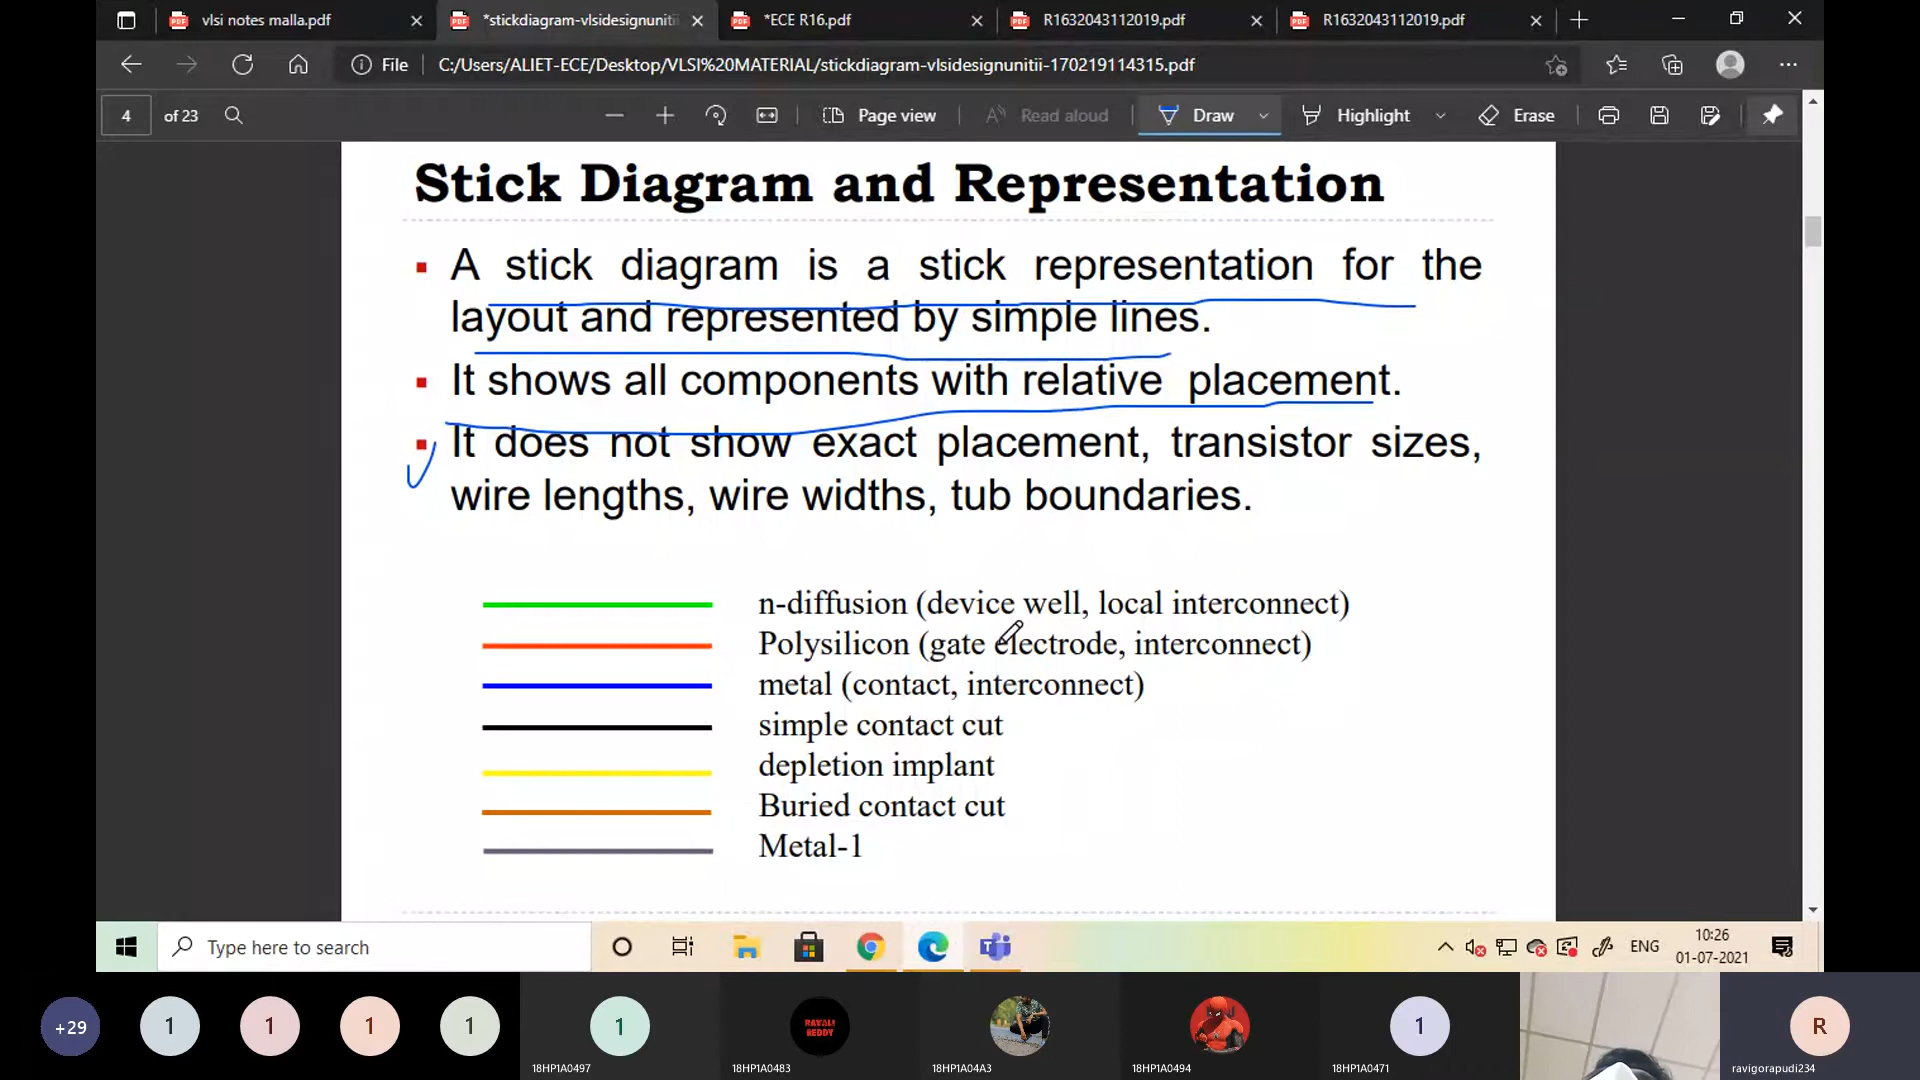 vlsi notes malla.pdf
*stickdiagram-vlsidesignunitii
*ECE R16.pdf
R1632043112019.pdf
R1632043112019.pdf
File
C:/Users/ALIET-ECE/Desktop/VLSI%20MATERIAL/stickdiagram-vlsidesignunitii-170219114315.pdf
4 of 23
Page view
Read aloud
Draw
Highlight
Erase
Stick Diagram and Representation
A stick diagram is a stick representation for the
layout and represented by simple lines.
It shows all components with relative placement.
It does not show exact placement, transistor sizes,
wire lengths, wire widths, tub boundaries.
n-diffusion (device well, local interconnect)
Polysilicon (gate electrode, interconnect)
metal (contact, interconnect)
simple contact cut
depletion implant
Buried contact cut
Metal-1
Type here to search
ENG
10:26
01-07-2021
+29
1
1
1
1
1
RAYALI
REDDY
1
R
18HP1A0497
18HP1A0483
18HP1A04A3
18HP1A0494
18HP1A0471
ravigorapudi234